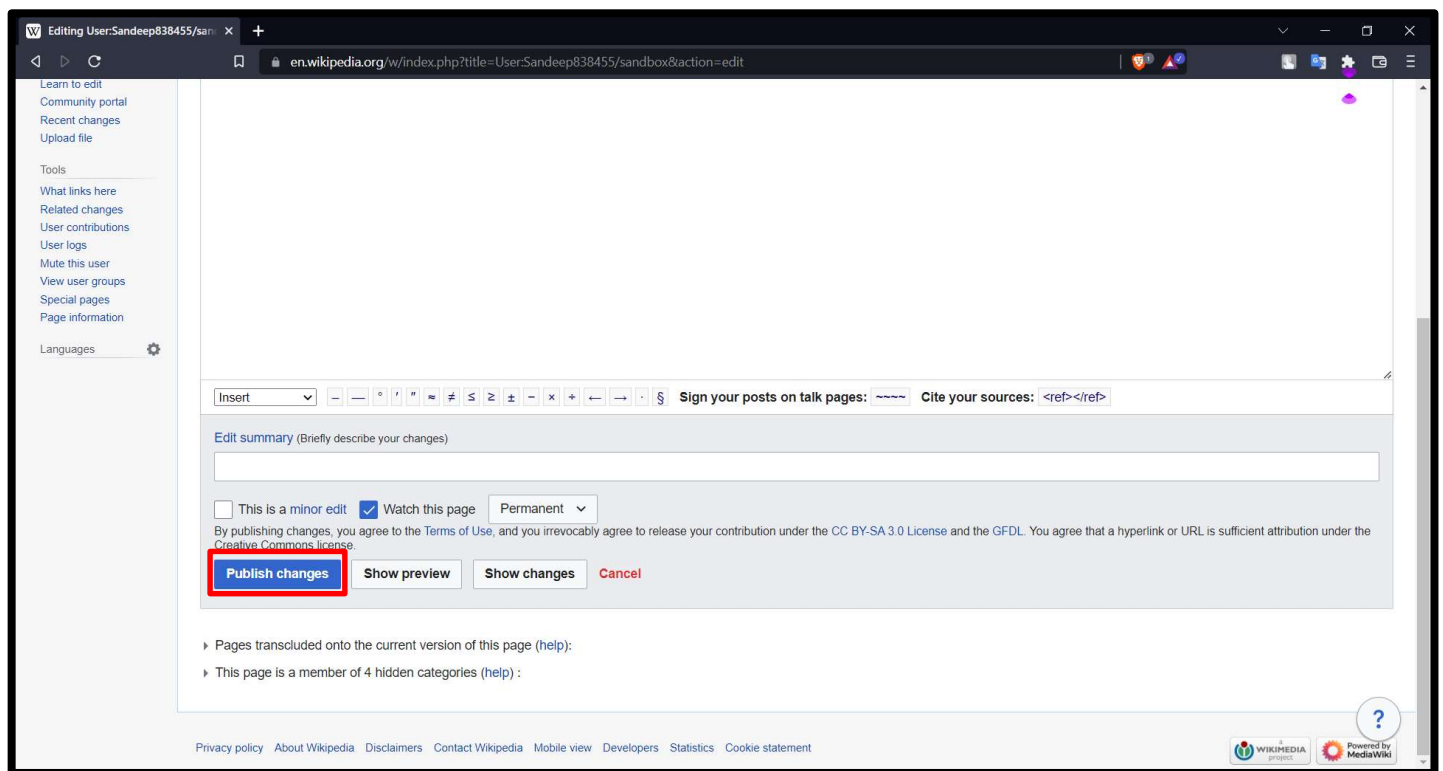 Editing User:Sandeep838455/san
en.wikipedia.org/w/index.php?title=User:Sandeep838455/sandbox&action=edit
Learn to edit
Community portal
Recent changes
Upload file
Tools
What links here
Related changes
User contributions
User logs
Mute this user
View user groups
Special pages
Page information
Languages
Insert – — ° ′ ″ ≈ ≠ ≤ ≥ ± − × ÷ ← → · § Sign your posts on talk pages: ~~~~ Cite your sources: <ref></ref>
Edit summary (Briefly describe your changes)
This is a minor edit Watch this page Permanent
By publishing changes, you agree to the Terms of Use, and you irrevocably agree to release your contribution under the CC BY-SA 3.0 License and the GFDL. You agree that a hyperlink or URL is sufficient attribution under the
Creative Commons license.
Publish changes Show preview Show changes Cancel
Pages transcluded onto the current version of this page (help):
This page is a member of 4 hidden categories (help) :
?
Privacy policy About Wikipedia Disclaimers Contact Wikipedia Mobile view Developers Statistics Cookie statement
a WIKIMEDIA project
Powered by MediaWiki